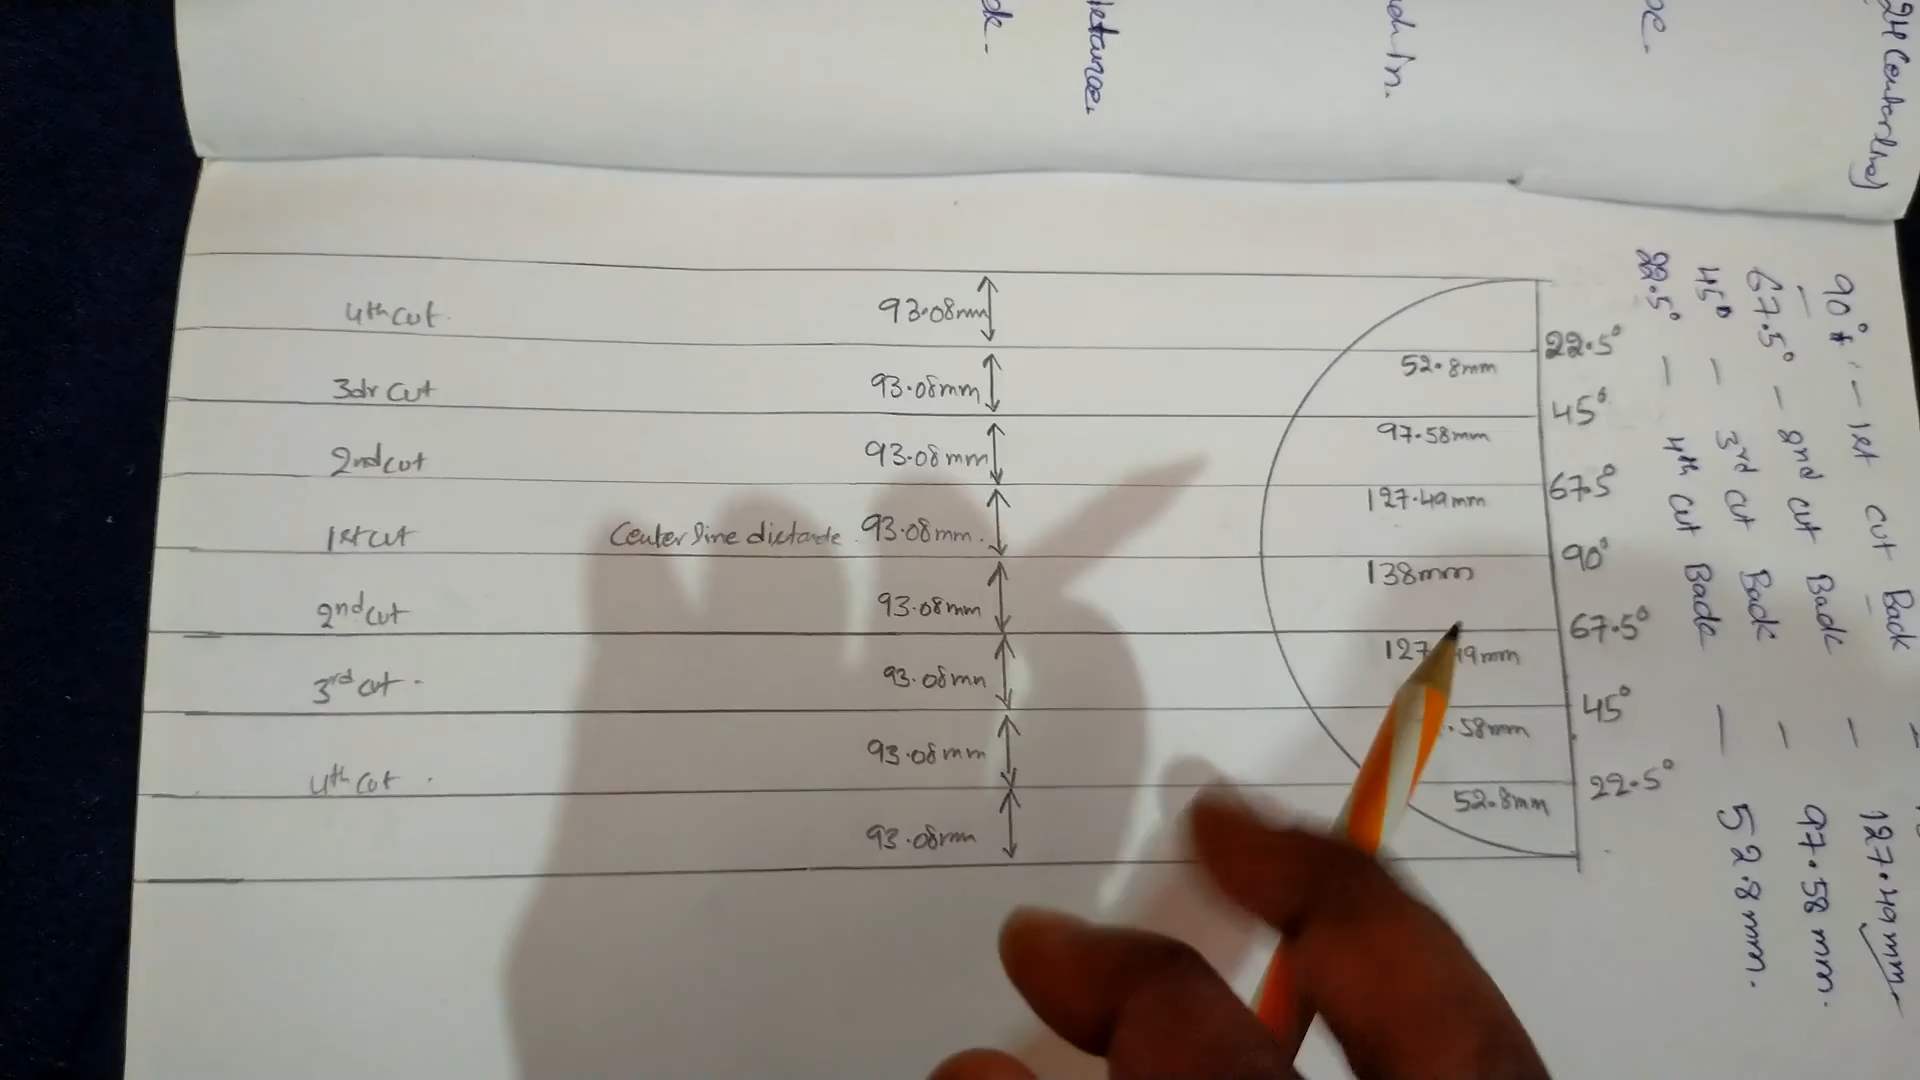 4th cut. 93.08mm
22.5°
52.8mm
3dr cut 93.08mm
45°
97.58mm
2nd cut 93.08mm
67.5°
127.49mm
1st cut Center line distande. 93.08mm.
90°
138mm
2nd cut 93.08mm
67.5°
3rd cut 93.08mm
45°
.58mm
4th cut 93.08mm
22.5°
52.8mm
93.08mm
90° - 1st cut Back
67.5° - 2nd cut Back - 127.49mm
45° - 3rd cut Back - 97.58mm.
22.5° - 4th cut Back - 52.8mm.